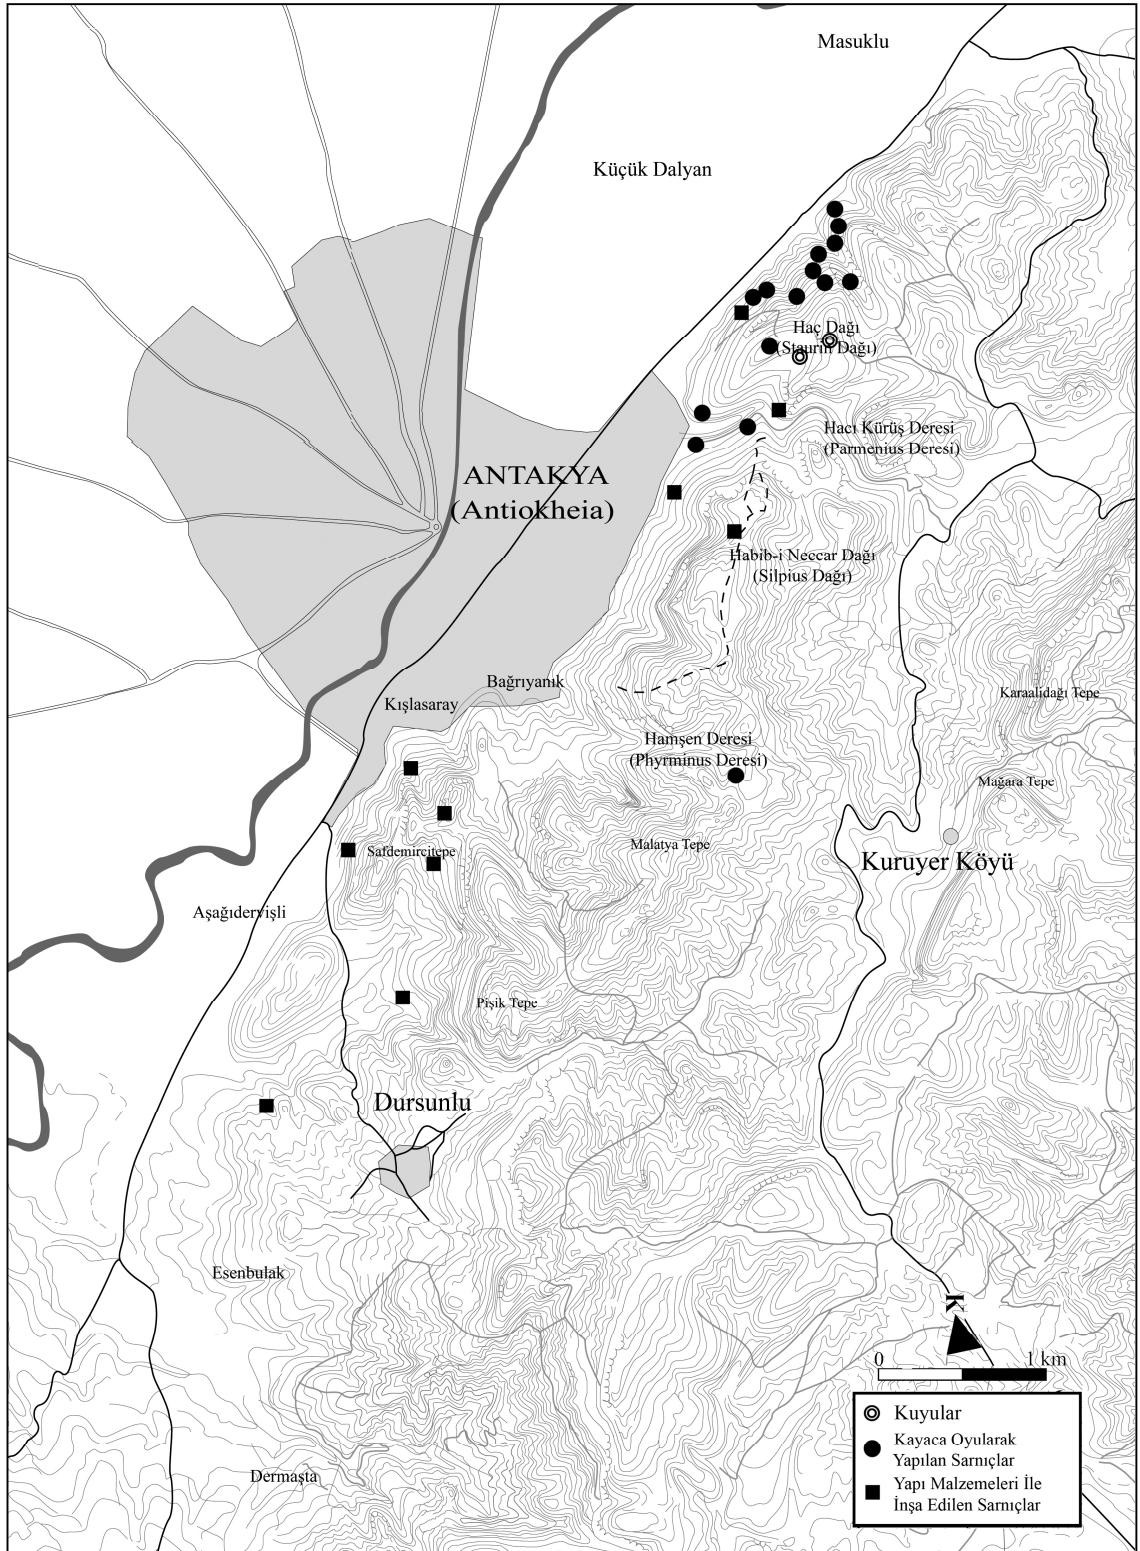 Masuklu
Küçük Dalyan
Haç Dağı
(Staurin Dağı)
Hacı Kürüş Deresi
(Parmenius Deresi)
ANTAKYA
(Antiokheia)
Habib-i Neccar Dağı
(Silpius Dağı)
Bağrıyanık
Kışlasaray
Karaalidağı Tepe
Hamşen Deresi
(Phyrminus Deresi)
Mağara Tepe
Safdemircitepe
Malatya Tepe
Kuruyer Köyü
Aşağıdervişli
Pişik Tepe
Dursunlu
Esenbulak
K
0 1 km
Kuyular
Kayaca Oyularak
Yapılan Sarnıçlar
Yapı Malzemeleri İle
İnşa Edilen Sarnıçlar
Dermaşta